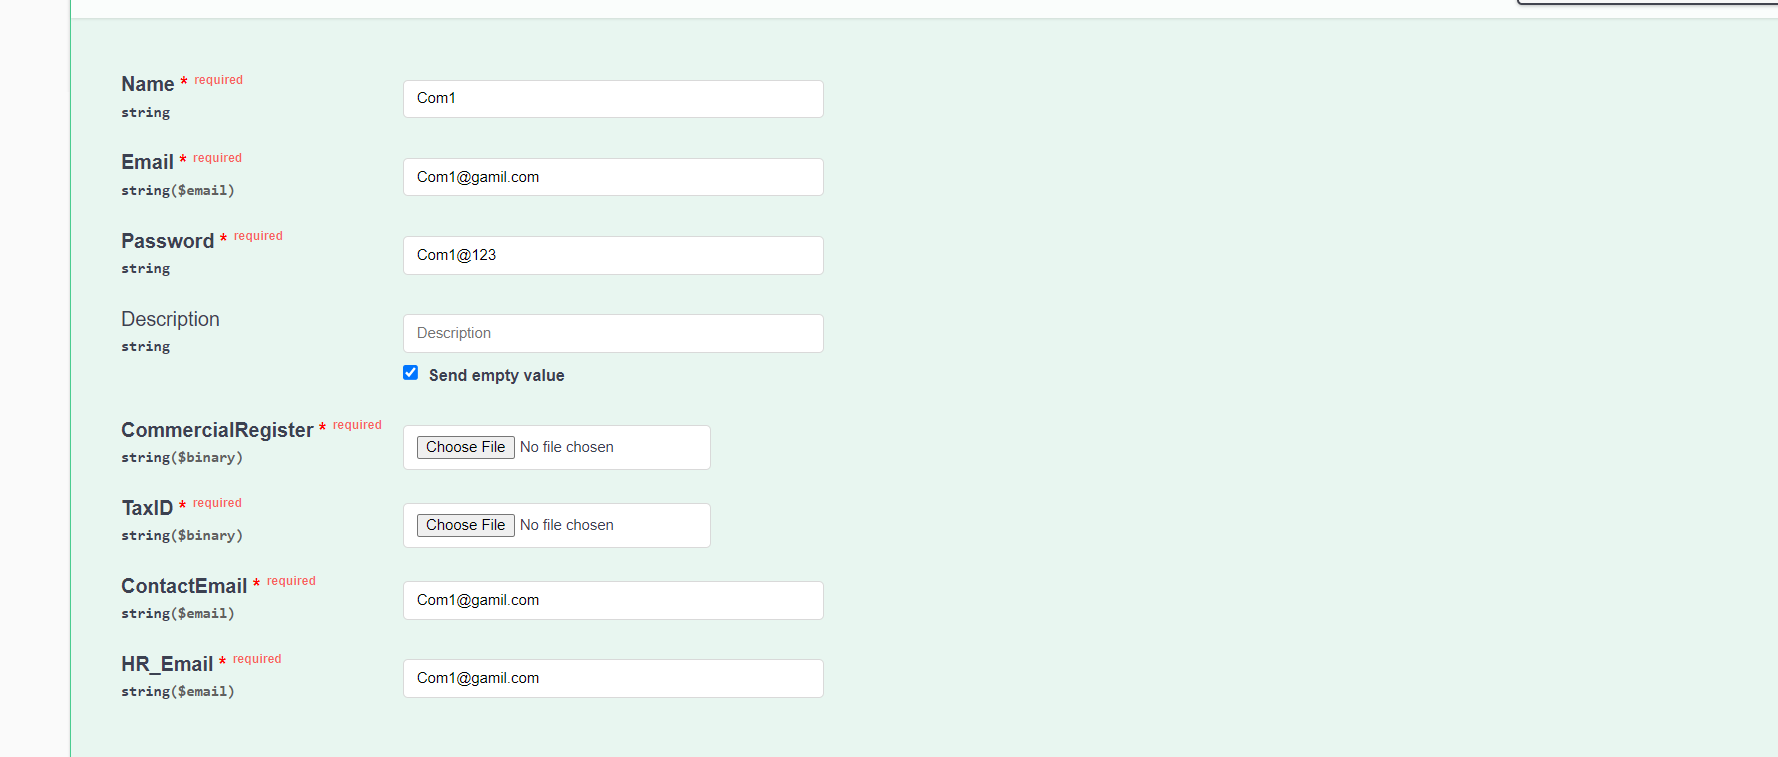 Name * required
string
Com1
Email * required
string($email)
Com1@gamil.com
Password * required
string
Com1@123
Description
string
Description
Send empty value
CommercialRegister * required
string($binary)
Choose File No file chosen
TaxID * required
string($binary)
Choose File No file chosen
ContactEmail * required
string($email)
Com1@gamil.com
HR_Email * required
string($email)
Com1@gamil.com